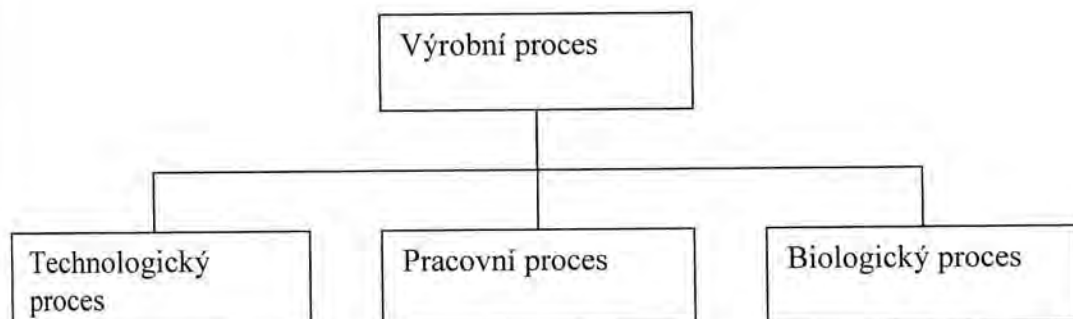 Výrobní proces
Technologický
proces
Pracovní proces
Biologický proces